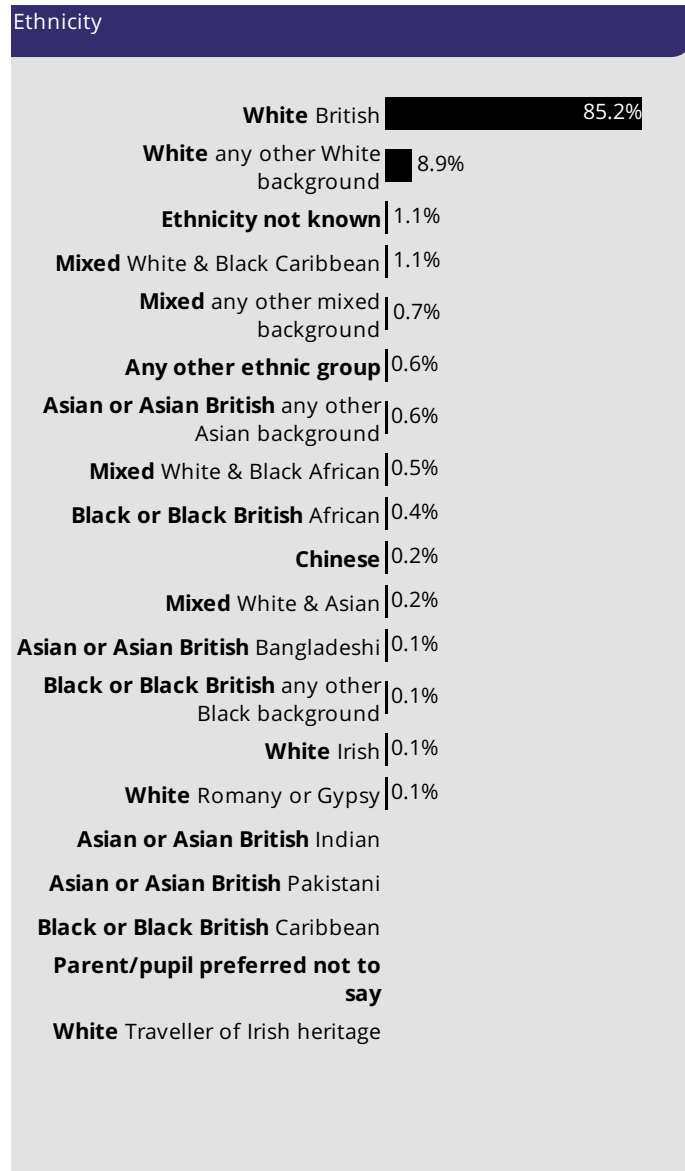 Ethnicity
White British 85.2%
White any other White
background 8.9%
Ethnicity not known 1.1%
Mixed White & Black Caribbean 1.1%
Mixed any other mixed
background 0.7%
Any other ethnic group 0.6%
Asian or Asian British any other
Asian background 0.6%
Mixed White & Black African 0.5%
Black or Black British African 0.4%
Chinese 0.2%
Mixed White & Asian 0.2%
Asian or Asian British Bangladeshi 0.1%
Black or Black British any other
Black background 0.1%
White Irish 0.1%
White Romany or Gypsy 0.1%
Asian or Asian British Indian
Asian or Asian British Pakistani
Black or Black British Caribbean
Parent/pupil preferred not to
say
White Traveller of Irish heritage